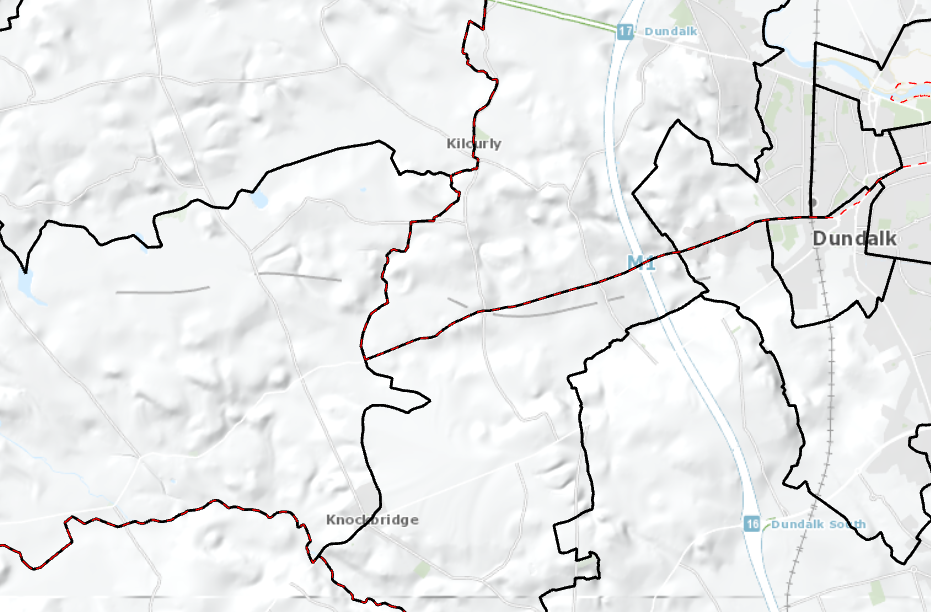 17 Dundalk
Kilcurly
Dundalk
M1
Knockbridge
16 Dundalk South